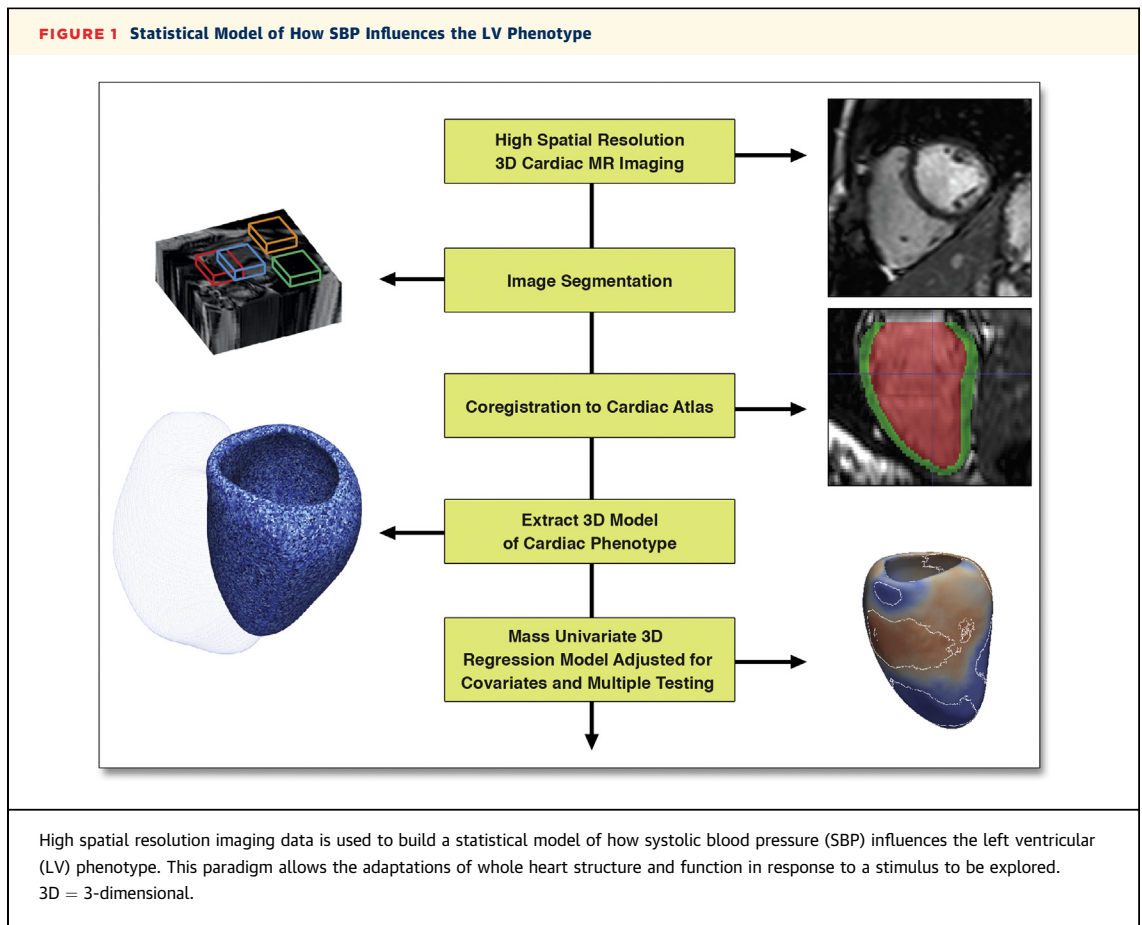 FIGURE 1 Statistical Model of How SBP Influences the LV Phenotype
High Spatial Resolution
3D Cardiac MR Imaging
Image Segmentation
Coregistration to Cardiac Atlas
Extract 3D Model
of Cardiac Phenotype
Mass Univariate 3D
Regression Model Adjusted for
Covariates and Multiple Testing
High spatial resolution imaging data is used to build a statistical model of how systolic blood pressure (SBP) influences the left ventricular
(LV) phenotype. This paradigm allows the adaptations of whole heart structure and function in response to a stimulus to be explored.
3D = 3-dimensional.